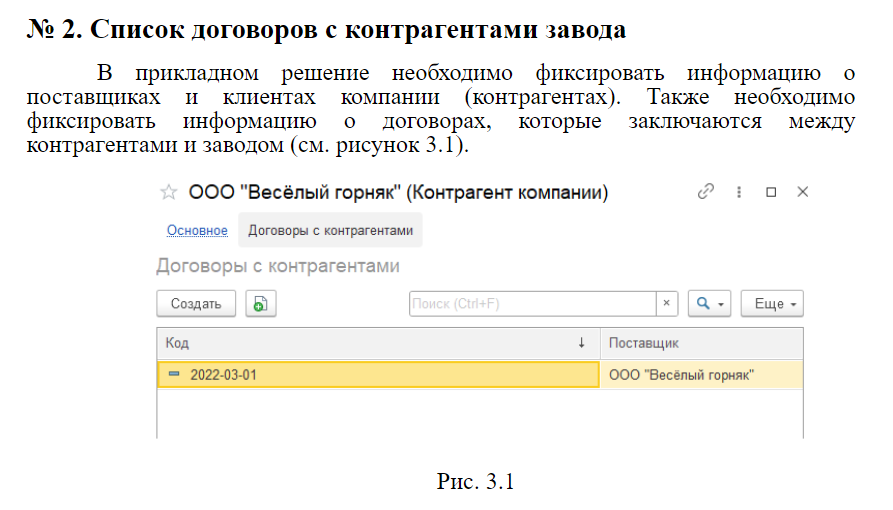 № 2. Список договоров с контрагентами завода
В прикладном решение необходимо фиксировать информацию о
поставщиках и клиентах компании (контрагентах). Также необходимо
фиксировать информацию о договорах, которые заключаются между
контрагентами и заводом (см. рисунок 3.1).
ООО "Весёлый горняк" (Контрагент компании)
Основное Договоры с контрагентами
Договоры с контрагентами
Создать Поиск (Ctrl+F) × Еще
Код ↓ Поставщик
2022-03-01 ООО "Весёлый горняк"
Рис. 3.1